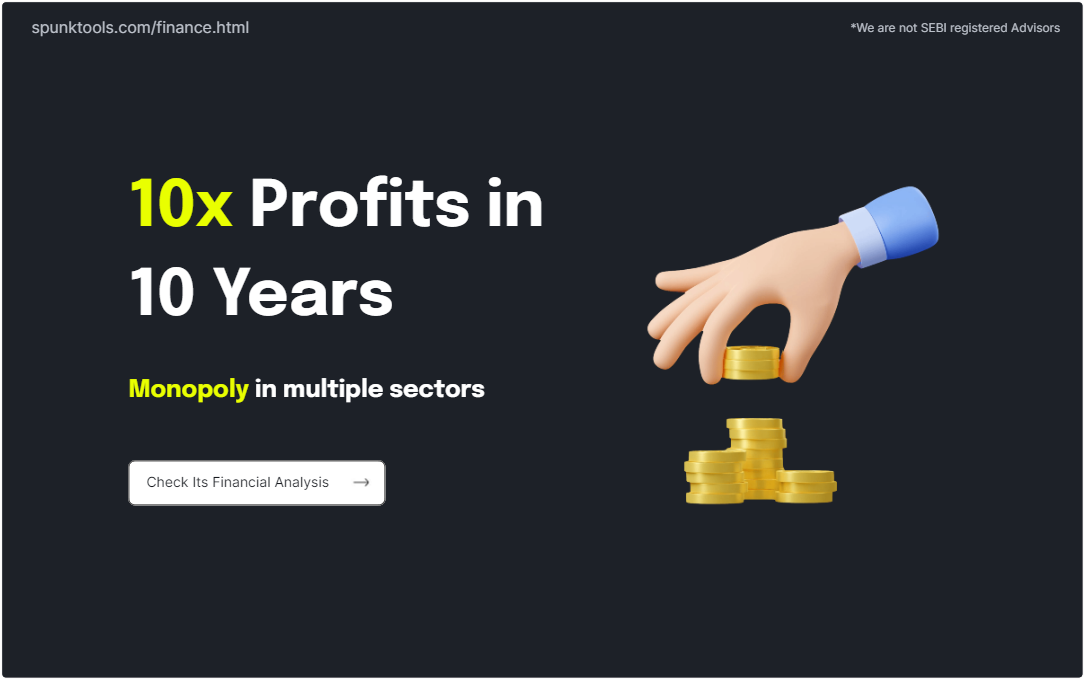 spunktools.com/finance.html
*We are not SEBI registered Advisors
10x Profits in
10 Years
Monopoly in multiple sectors
Check Its Financial Analysis